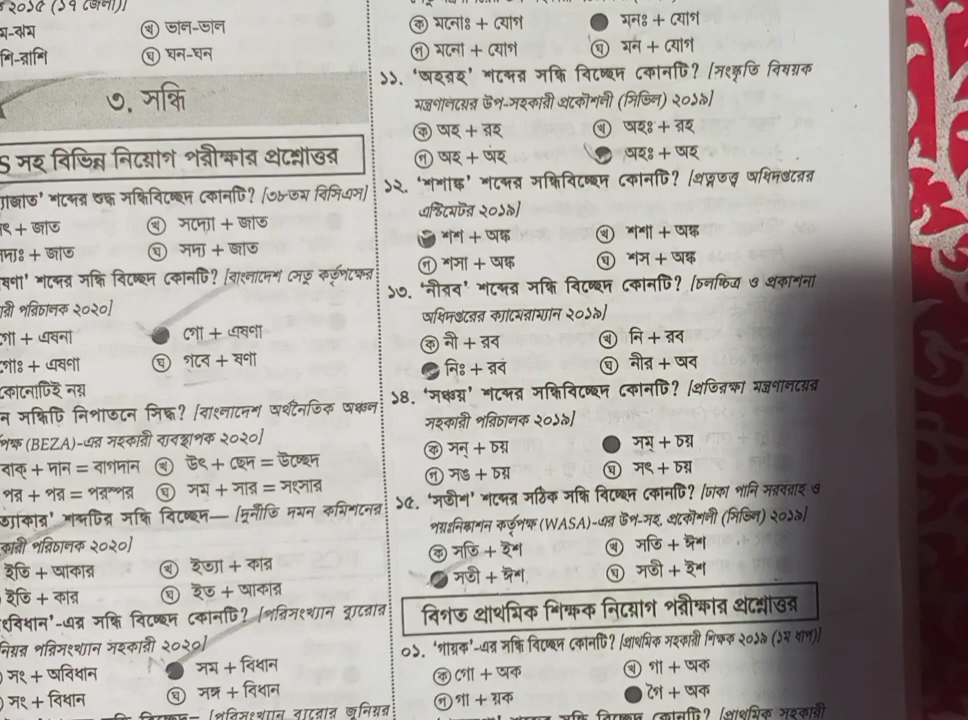 ২০১৫ (১৭ জেলা)]
ম-ঝম
খ ডাল-ডাল
শি-রাশি
ঘ ঘন-ঘন
৩. সন্ধি
সহ বিভিন্ন নিয়োগ পরীক্ষার প্রশ্নোত্তর
শব্দের শুদ্ধ সন্ধিবিচ্ছেদ কোনটি? [৩৮তম বিসিএস]
+ জাত
খ সদ্যো + জাত
+ জাত
ঘ সদ্য + জাত
ষণা' শব্দের সন্ধি বিচ্ছেদ কোনটি? [বাংলাদেশ সেতু কর্তৃপক্ষের
রী পরিচালক ২০২০]
গো + এষনা
গো + এষণা
+ এষণা
ঘ গবে + ষণা
কোনোটিই নয়
ন সন্ধিটি নিপাতনে সিদ্ধ? [বাংলাদেশ অর্থনৈতিক অঞ্চল
পক্ষ (BEZA)-এর সহকারী ব্যবস্থাপক ২০২০]
বাক্ + দান = বাগদান
খ উৎ + ছেদ = উচ্ছেদ
পর + পর = পরস্পর
ঘ সম্ + সার = সংসার
শব্দটির সন্ধি বিচ্ছেদ— [দুর্নীতি দমন কমিশনের
কারী পরিচালক ২০২০]
ইতি + আকার
খ ইত্যা + কার
ইতি + কার
ঘ ইত + আকার
-এর সন্ধি বিচ্ছেদ কোনটি? [পরিসংখ্যান ব্যুরোর
নিয়র পরিসংখ্যান সহকারী ২০২০]
সং + অবিধান
সম + বিধান
সং + বিধান
ঘ সন্ন + বিধান
বিচ্ছেদ— [পরিসংখ্যান ব্যুরোর জুনিয়র
ক মনোঃ + যোগ
মনঃ + যোগ
গ মনো + যোগ
ঘ মন + যোগ
১১. 'অহরহ' শব্দের সন্ধি বিচ্ছেদ কোনটি? [সংস্কৃতি বিষয়ক
মন্ত্রণালয়ের উপ-সহকারী প্রকৌশলী (সিভিল) ২০১৯]
ক অহ + রহ
খ অহঃ + রহ
গ অহ + অহ
অহঃ + অহ
১২. 'শশাঙ্ক' শব্দের সন্ধিবিচ্ছেদ কোনটি? [প্রত্নতত্ত্ব অধিদপ্তরের
এস্টিমেটর ২০১৯]
শশ + অঙ্ক
খ শশা + অঙ্ক
গ শসা + অঙ্ক
ঘ শস + অঙ্ক
১৩. 'নীরব' শব্দের সন্ধি বিচ্ছেদ কোনটি? [চলচ্চিত্র ও প্রকাশনা
অধিদপ্তরের ক্যামেরাম্যান ২০১৯]
ক নী + রব
খ নি + রব
নিঃ + রব
ঘ নীর + অব
১৪. 'সঞ্চয়' শব্দের সন্ধিবিচ্ছেদ কোনটি? [প্রতিরক্ষা মন্ত্রণালয়ের
সহকারী পরিচালক ২০১৯]
ক সন্ + চয়
সম্ + চয়
গ সঙ + চয়
ঘ সৎ + চয়
১৫. 'সতীশ' শব্দের সঠিক সন্ধি বিচ্ছেদ কোনটি? [ঢাকা পানি সরবরাহ ও
পয়ঃনিষ্কাশন কর্তৃপক্ষ (WASA)-এর উপ-সহ. প্রকৌশলী (সিভিল) ২০১৯]
ক সতি + ইশ
খ সতি + ঈশ
সতী + ঈশ
ঘ সতী + ইশ
বিগত প্রাথমিক শিক্ষক নিয়োগ পরীক্ষার প্রশ্নোত্তর
০১. 'গায়ক'-এর সন্ধি বিচ্ছেদ কোনটি? [প্রাথমিক সহকারী শিক্ষক ২০১৯ (১ম ধাপ)]
ক গো + অক
খ গা + অক
গ গা + য়ক
গৈ + অক
সন্ধি বিচ্ছেদ কোনটি? [প্রাথমিক সহকারী